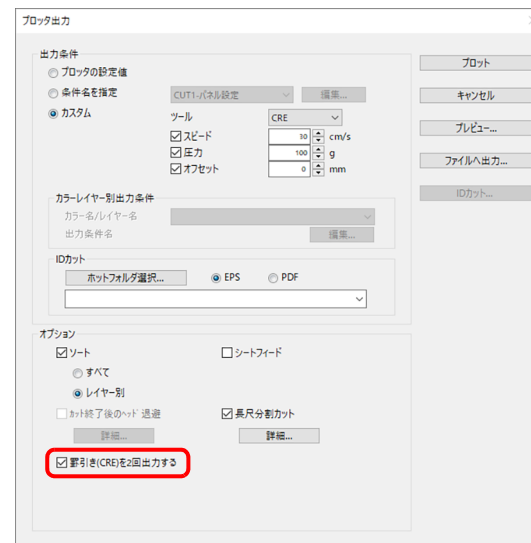 プロッタ出力
出力条件
プロッタの設定値
条件名を指定
CUT1-パネル設定
編集...
カスタム
ツール
CRE
スピード
30
cm/s
圧力
100
g
オフセット
0
mm
カラーレイヤー別出力条件
カラー名/レイヤー名
出力条件名
編集...
IDカット
ホットフォルダ選択...
EPS
PDF
オプション
ソート
シートフィード
すべて
レイヤー別
カット終了後のヘッド退避
長尺分割カット
詳細...
詳細...
罫引き(CRE)を2回出力する
プロット
キャンセル
プレビュー...
ファイルへ出力...
IDカット...